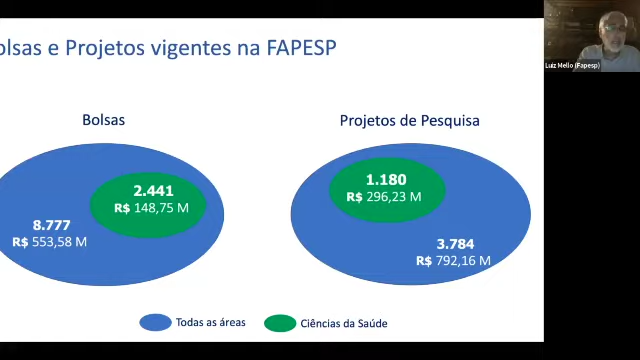 olsas e Projetos vigentes na FAPESP
Luiz Mello (Fapesp)
Bolsas
Projetos de Pesquisa
2.441
R$ 148,75 M
8.777
R$ 553,58 M
1.180
R$ 296,23 M
3.784
R$ 792,16 M
Todas as áreas
Ciências da Saúde